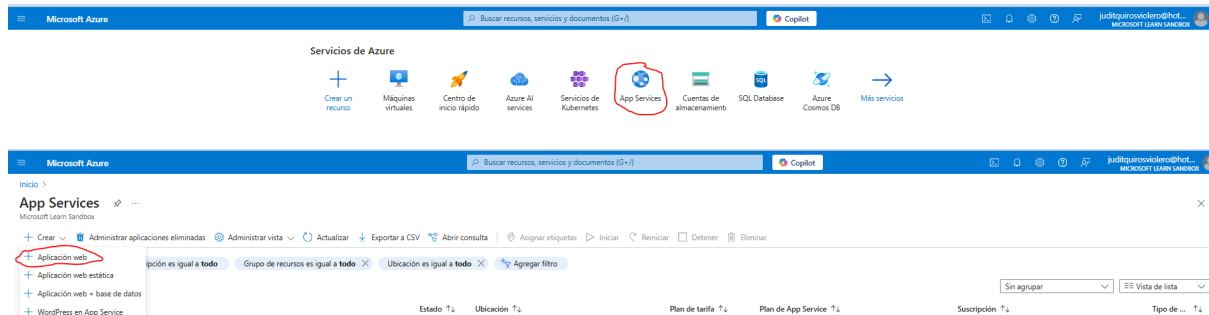 Microsoft Azure
Buscar recursos, servicios y documentos (G+/)
Copilot
juditquirosviolero@hot...
MICROSOFT LEARN SANDBOX
Servicios de Azure
Crear un recurso
Máquinas virtuales
Centro de inicio rápido
Azure AI services
Servicios de Kubernetes
App Services
Cuentas de almacenamiento
SQL
SQL Database
Azure Cosmos DB
Más servicios
Microsoft Azure
Buscar recursos, servicios y documentos (G+/)
Copilot
juditquirosviolero@hot...
MICROSOFT LEARN SANDBOX
Inicio >
App Services ...
Microsoft Learn Sandbox
+ Crear Administrar aplicaciones eliminadas Administrar vista Actualizar Exportar a CSV Abrir consulta Asignar etiquetas Iniciar Reiniciar Detener Eliminar
+ Aplicación web
ipción es igual a todo Grupo de recursos es igual a todo Ubicación es igual a todo Agregar filtro
+ Aplicación web estática
+ Aplicación web + base de datos
Sin agrupar Vista de lista
+ WordPress en App Service
Estado ↑↓ Ubicación ↑↓ Plan de tarifa ↑↓ Plan de App Service ↑↓ Suscripción ↑↓ Tipo de ... ↑↓